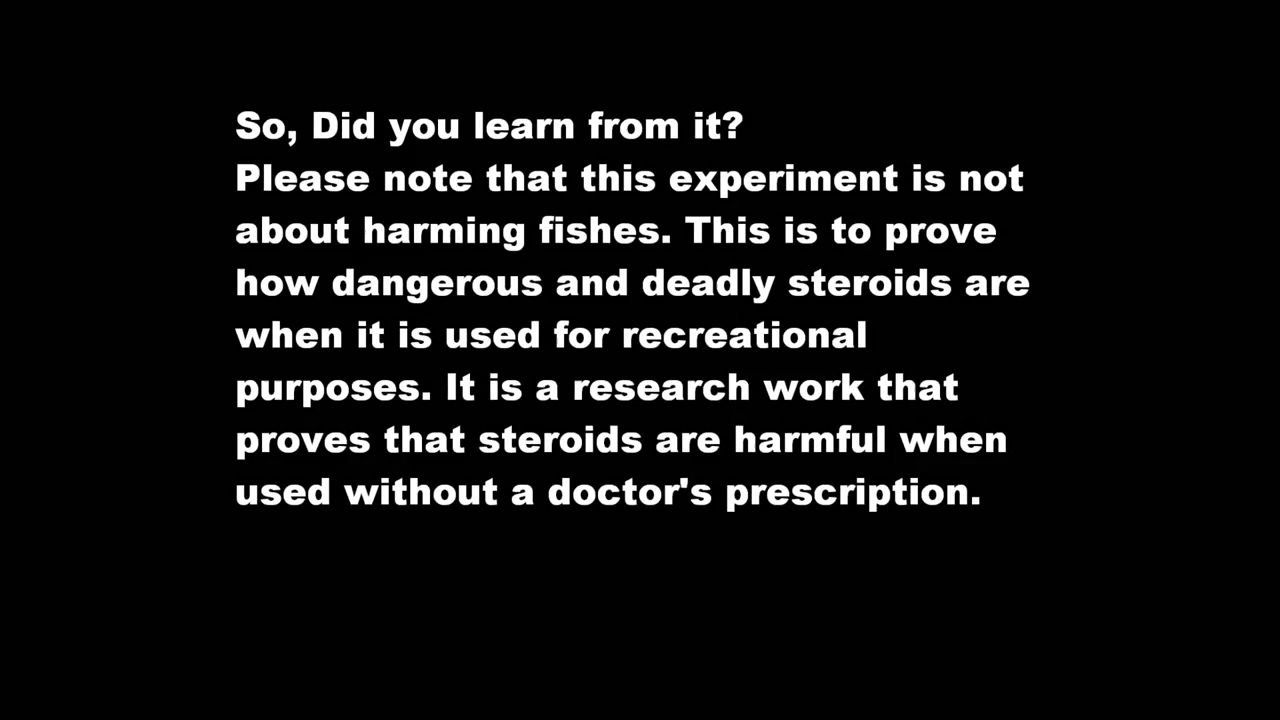 So, Did you learn from it?
Please note that this experiment is not
about harming fishes. This is to prove
how dangerous and deadly steroids are
when it is used for recreational
purposes. It is a research work that
proves that steroids are harmful when
used without a doctor's prescription.